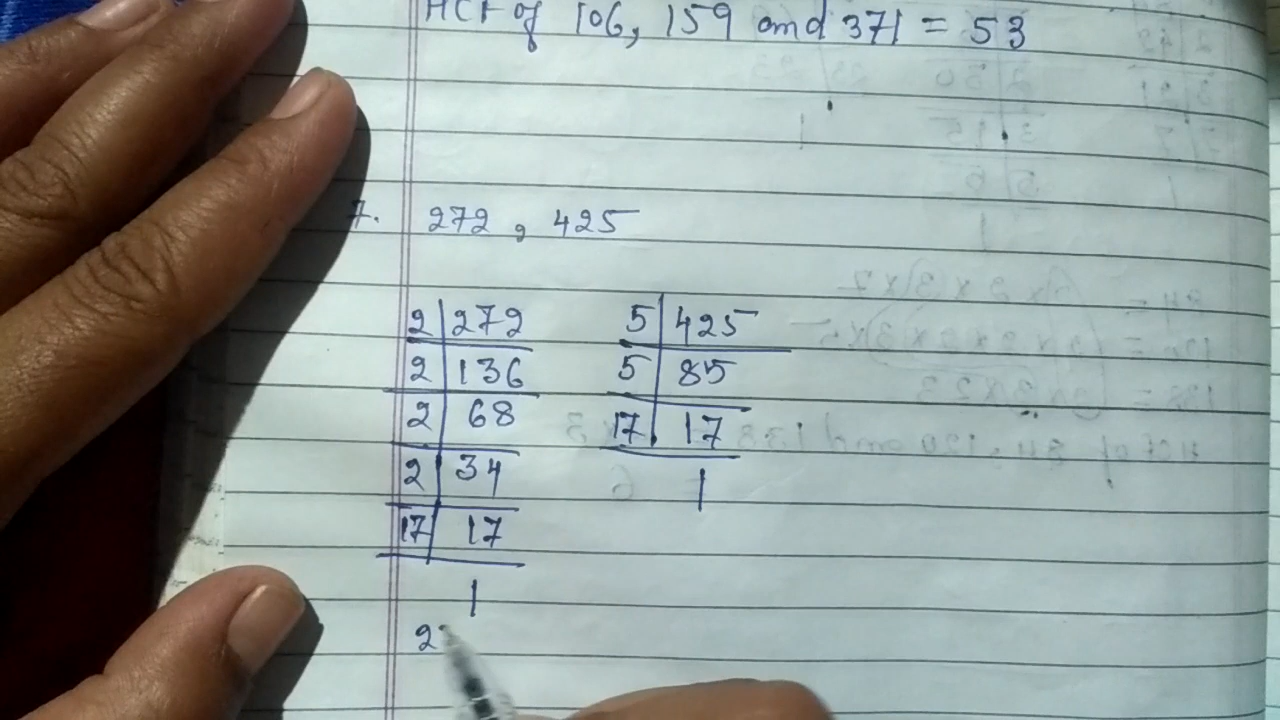 HCF of 106, 159 and 371 = 53
7. 272, 425
2 272 5 425
2 136 5 85
2 68 17 17
2 34 1
17 17
1
2